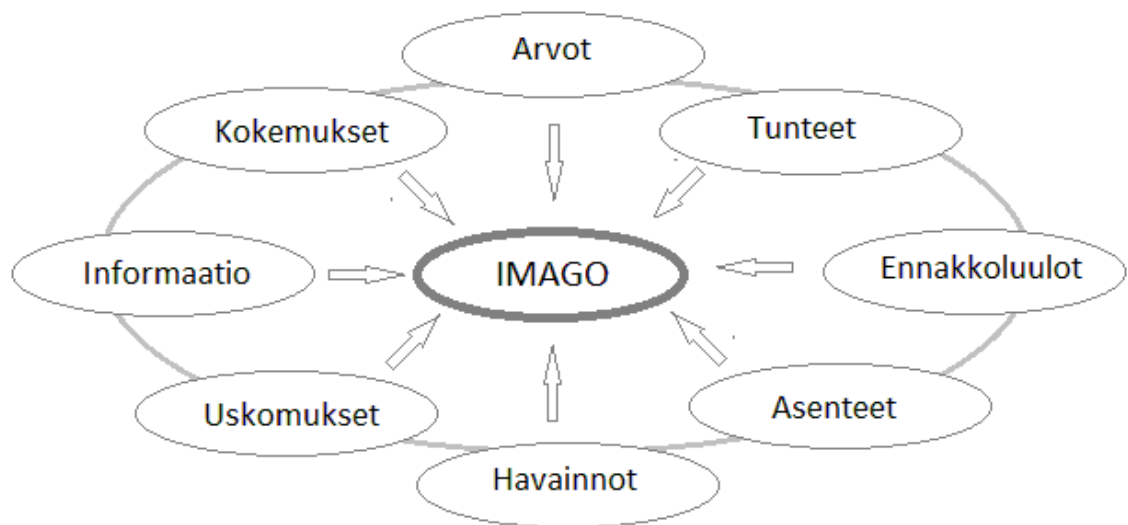 Arvot
Kokemukset
Tunteet
Informaatio
IMAGO
Ennakkoluulot
Uskomukset
Asenteet
Havainnot